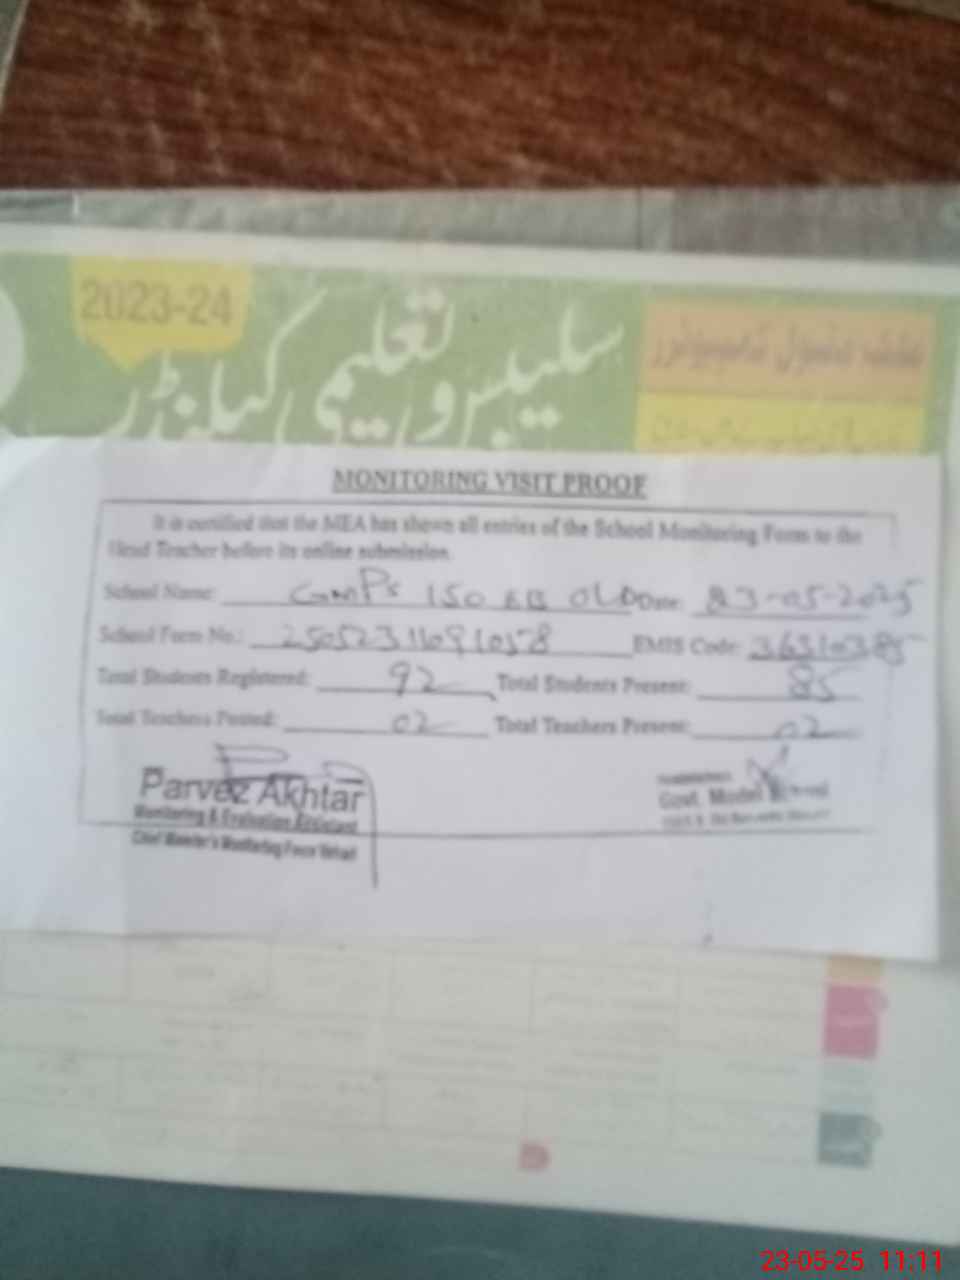 2023-24
سلیبس و تعلیمی کیلنڈر
MONITORING VISIT PROOF
It is certified that the MEA has shown all entries of the School Monitoring Form to the
Head Teacher before its online submission.
School Name: GMPS 150 EB OLD Date: 23-05-2025
School Form No.: EMIS Code: 36310385
Total Students Registered: 92 Total Students Present: 85
Total Teachers Posted: 02 Total Teachers Present: 02
Parvez Akhtar
Monitoring & Evaluation Assistant
Chief Minister's Monitoring Force Vehari
Govt. Model School
23-05-25 11:11